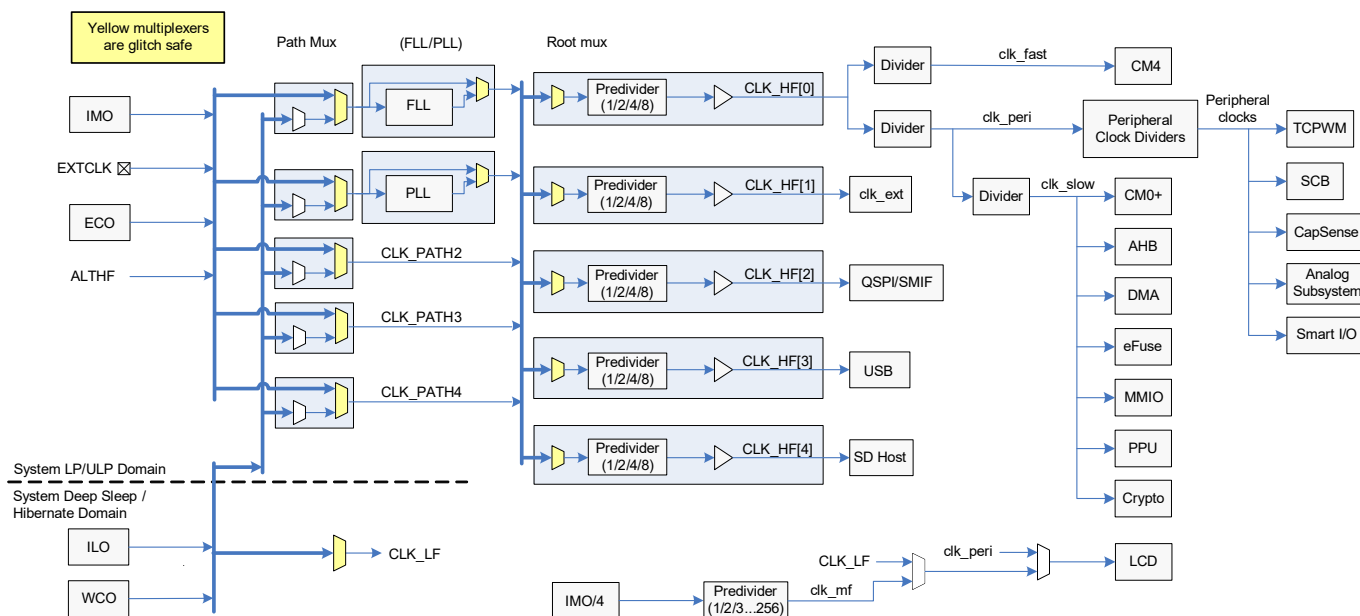 Yellow multiplexers
are glitch safe
Path Mux
(FLL/PLL)
Root mux
IMO
EXTCLK
ECO
ALTHF
FLL
PLL
CLK_PATH2
CLK_PATH3
CLK_PATH4
Predivider
(1/2/4/8)
CLK_HF[0]
Predivider
(1/2/4/8)
CLK_HF[1]
clk_ext
Predivider
(1/2/4/8)
CLK_HF[2]
QSPI/SMIF
Predivider
(1/2/4/8)
CLK_HF[3]
USB
Predivider
(1/2/4/8)
CLK_HF[4]
SD Host
Divider
clk_fast
CM4
Divider
clk_peri
Peripheral
Clock Dividers
Peripheral
clocks
TCPWM
SCB
CapSense
Analog
Subsystem
Smart I/O
Divider
clk_slow
CM0+
AHB
DMA
eFuse
MMIO
PPU
Crypto
System LP/ULP Domain
System Deep Sleep /
Hibernate Domain
ILO
WCO
CLK_LF
IMO/4
Predivider
(1/2/3...256)
clk_mf
CLK_LF
clk_peri
LCD